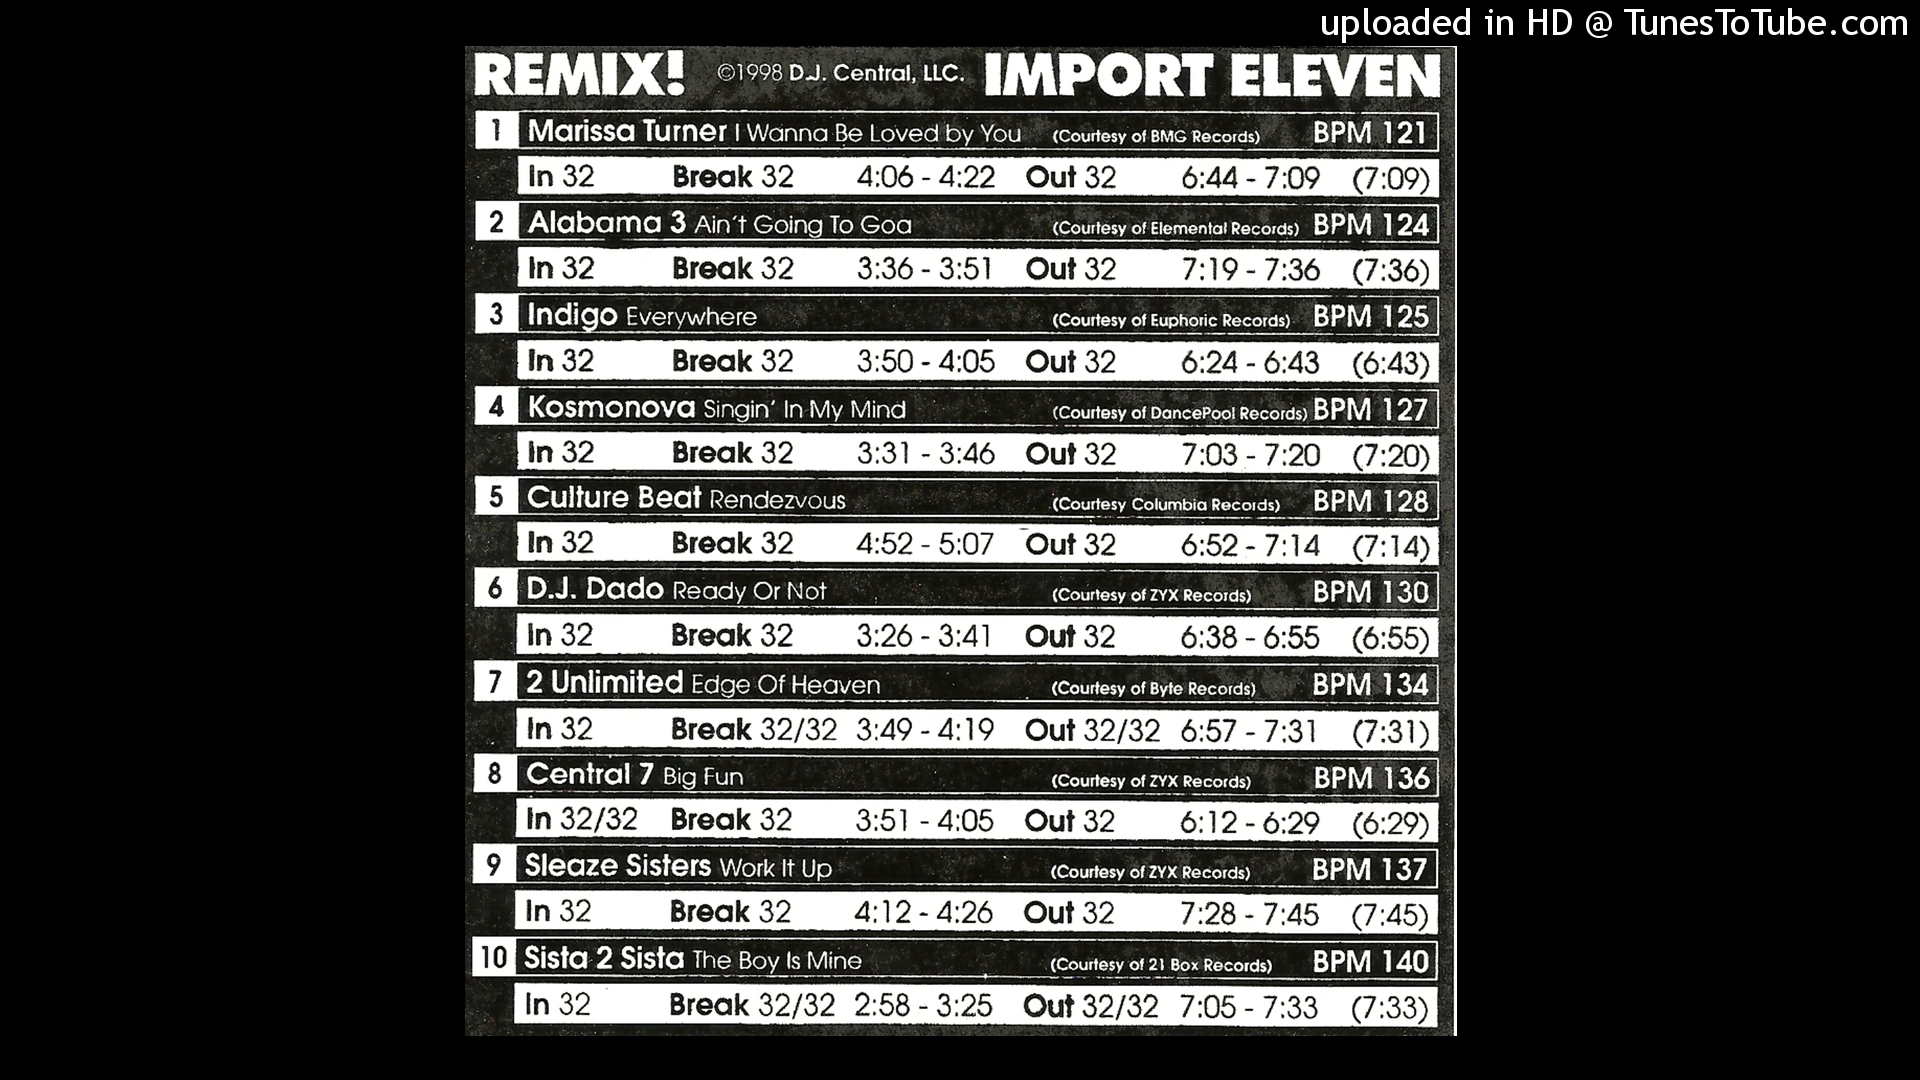 uploaded in HD @ TunesToTube.com
REMIX! ©1998 D.J. Central, LLC. IMPORT ELEVEN
1 Marissa Turner I Wanna Be Loved by You (Courtesy of BMG Records) BPM 121
In 32 Break 32 4:06 - 4:22 Out 32 6:44 - 7:09 (7:09)
2 Alabama 3 Ain't Going To Goa (Courtesy of Elemental Records) BPM 124
In 32 Break 32 3:36 - 3:51 Out 32 7:19 - 7:36 (7:36)
3 Indigo Everywhere (Courtesy of Euphoric Records) BPM 125
In 32 Break 32 3:50 - 4:05 Out 32 6:24 - 6:43 (6:43)
4 Kosmonova Singin' In My Mind (Courtesy of DancePool Records) BPM 127
In 32 Break 32 3:31 - 3:46 Out 32 7:03 - 7:20 (7:20)
5 Culture Beat Rendezvous (Courtesy Columbia Records) BPM 128
In 32 Break 32 4:52 - 5:07 Out 32 6:52 - 7:14 (7:14)
6 D.J. Dado Ready Or Not (Courtesy of ZYX Records) BPM 130
In 32 Break 32 3:26 - 3:41 Out 32 6:38 - 6:55 (6:55)
7 2 Unlimited Edge Of Heaven (Courtesy of Byte Records) BPM 134
In 32 Break 32/32 3:49 - 4:19 Out 32/32 6:57 - 7:31 (7:31)
8 Central 7 Big Fun (Courtesy of ZYX Records) BPM 136
In 32/32 Break 32 3:51 - 4:05 Out 32 6:12 - 6:29 (6:29)
9 Sleaze Sisters Work It Up (Courtesy of ZYX Records) BPM 137
In 32 Break 32 4:12 - 4:26 Out 32 7:28 - 7:45 (7:45)
10 Sista 2 Sista The Boy Is Mine (Courtesy of 21 Box Records) BPM 140
In 32 Break 32/32 2:58 - 3:25 Out 32/32 7:05 - 7:33 (7:33)